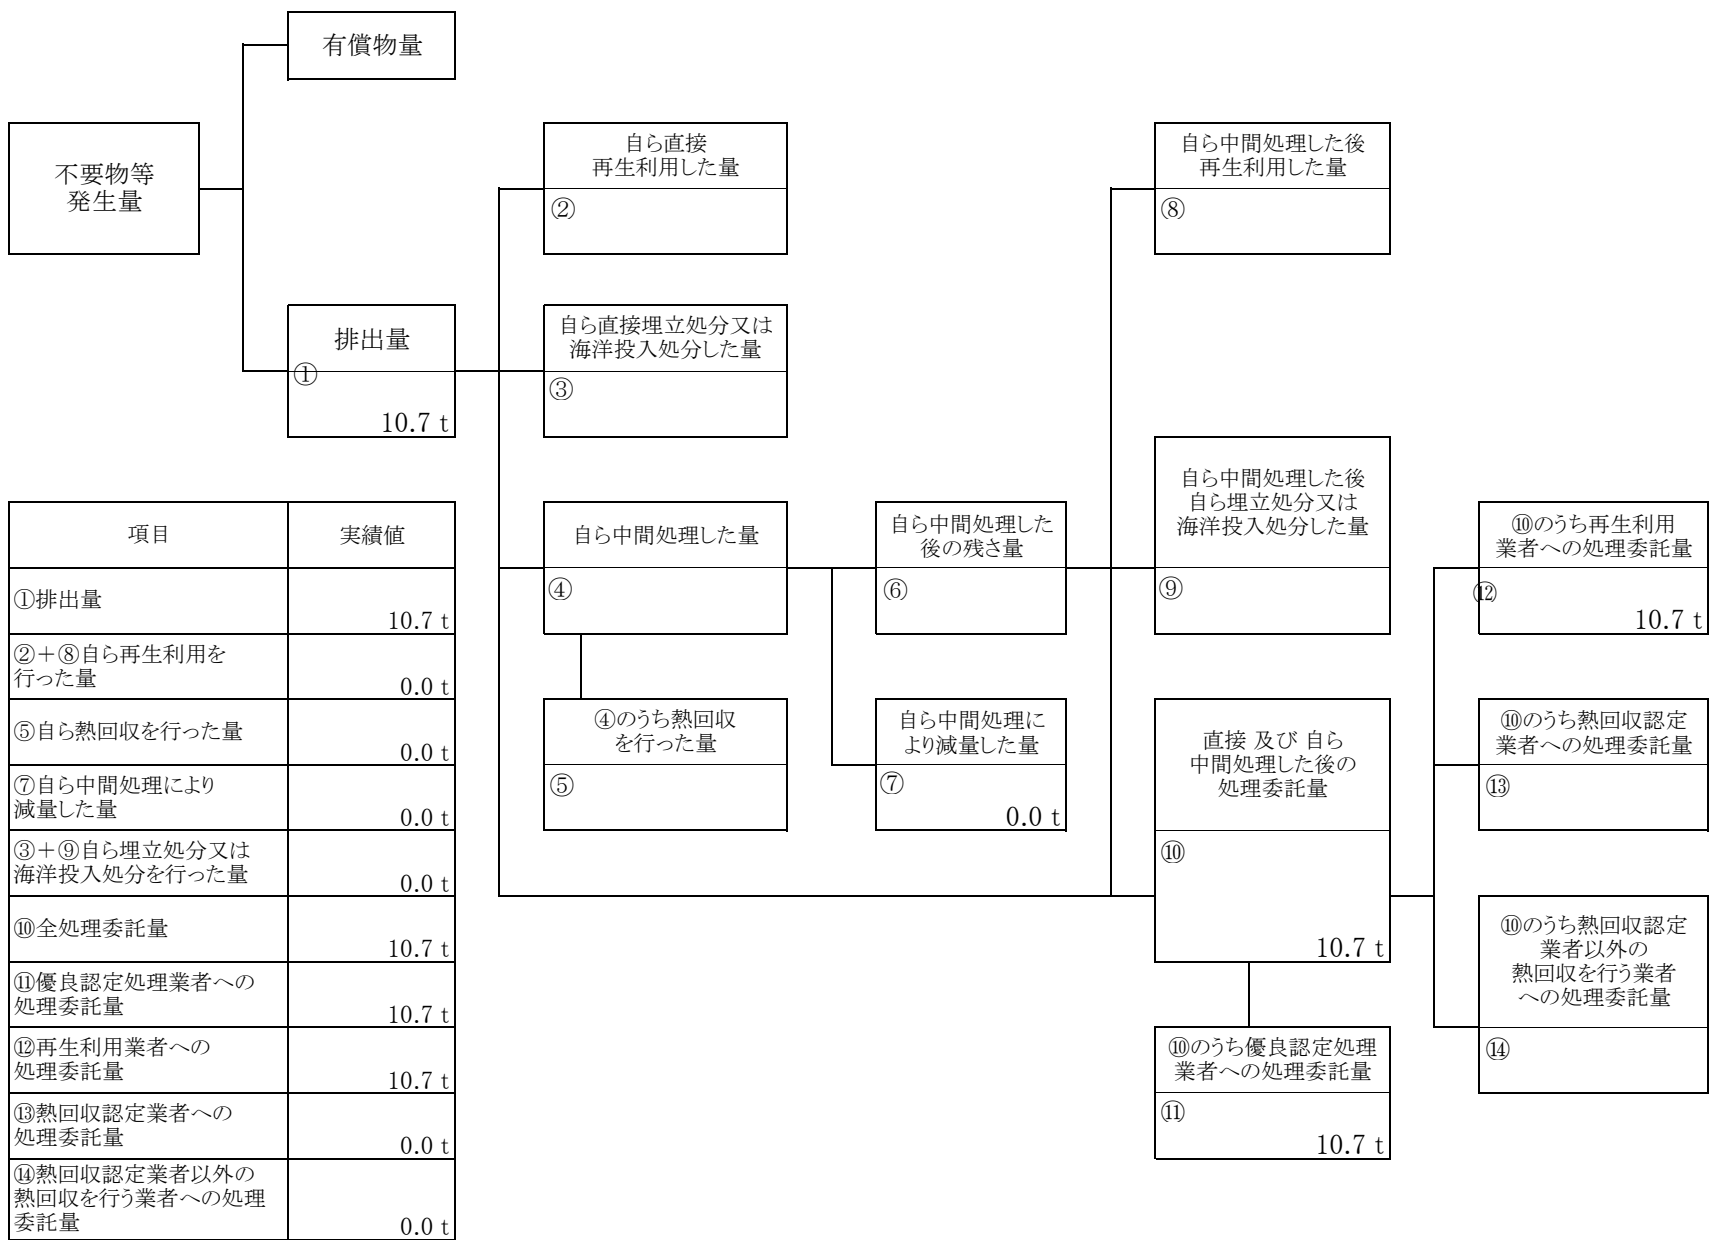 有償物量
不要物等
発生量
自ら直接
再生利用した量
②
自ら中間処理した後
再生利用した量
⑧
排出量
①
10.7 t
自ら直接埋立処分又は
海洋投入処分した量
③
自ら中間処理した量
④
自ら中間処理した
後の残さ量
⑥
自ら中間処理した後
自ら埋立処分又は
海洋投入処分した量
⑨
⑩のうち再生利用
業者への処理委託量
⑫
10.7 t
④のうち熱回収
を行った量
⑤
自ら中間処理に
より減量した量
⑦
0.0 t
直接 及び 自ら
中間処理した後の
処理委託量
⑩
10.7 t
⑩のうち熱回収認定
業者への処理委託量
⑬
⑩のうち熱回収認定
業者以外の
熱回収を行う業者
への処理委託量
⑭
⑩のうち優良認定処理
業者への処理委託量
⑪
10.7 t
項目 実績値
①排出量
10.7 t
②+⑧自ら再生利用を
行った量
0.0 t
⑤自ら熱回収を行った量
0.0 t
⑦自ら中間処理により
減量した量
0.0 t
③+⑨自ら埋立処分又は
海洋投入処分を行った量
0.0 t
⑩全処理委託量
10.7 t
⑪優良認定処理業者への
処理委託量
10.7 t
⑫再生利用業者への
処理委託量
10.7 t
⑬熱回収認定業者への
処理委託量
0.0 t
⑭熱回収認定業者以外の
熱回収を行う業者への処理
委託量
0.0 t